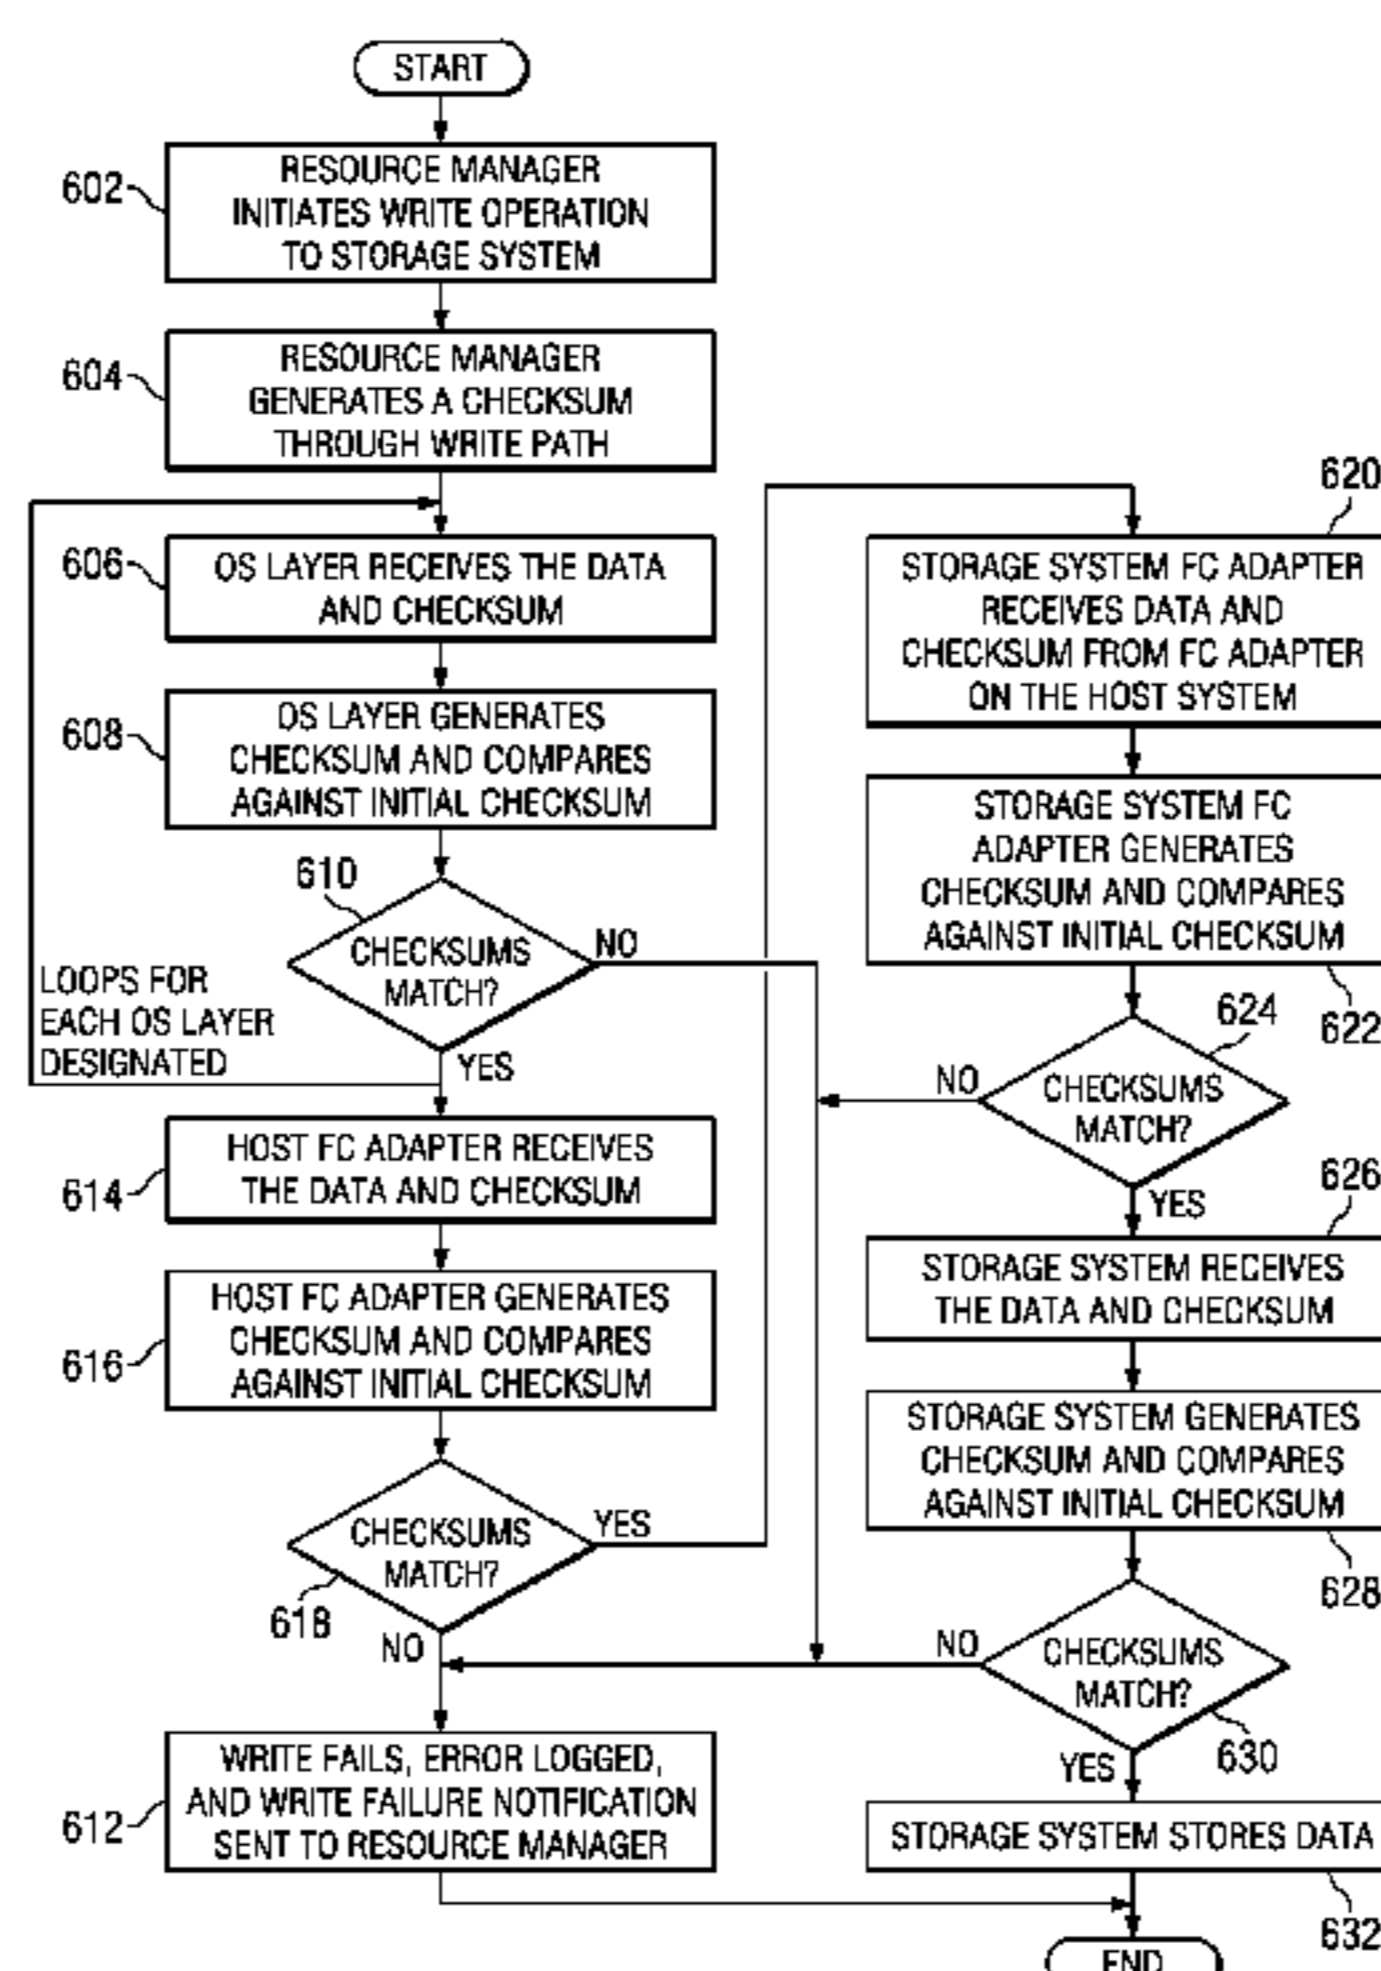 START
602
RESOURCE MANAGER
INITIATES WRITE OPERATION
TO STORAGE SYSTEM
604
RESOURCE MANAGER
GENERATES A CHECKSUM
THROUGH WRITE PATH
606
OS LAYER RECEIVES THE DATA
AND CHECKSUM
608
OS LAYER GENERATES
CHECKSUM AND COMPARES
AGAINST INITIAL CHECKSUM
610
CHECKSUMS
MATCH?
NO
YES
LOOPS FOR
EACH OS LAYER
DESIGNATED
614
HOST FC ADAPTER RECEIVES
THE DATA AND CHECKSUM
616
HOST FC ADAPTER GENERATES
CHECKSUM AND COMPARES
AGAINST INITIAL CHECKSUM
CHECKSUMS
MATCH?
YES
618
NO
612
WRITE FAILS, ERROR LOGGED,
AND WRITE FAILURE NOTIFICATION
SENT TO RESOURCE MANAGER
620
STORAGE SYSTEM FC ADAPTER
RECEIVES DATA AND
CHECKSUM FROM FC ADAPTER
ON THE HOST SYSTEM
STORAGE SYSTEM FC
ADAPTER GENERATES
CHECKSUM AND COMPARES
AGAINST INITIAL CHECKSUM
622
624
CHECKSUMS
MATCH?
NO
YES
626
STORAGE SYSTEM RECEIVES
THE DATA AND CHECKSUM
STORAGE SYSTEM GENERATES
CHECKSUM AND COMPARES
AGAINST INITIAL CHECKSUM
628
CHECKSUMS
MATCH?
NO
630
YES
STORAGE SYSTEM STORES DATA
632
END